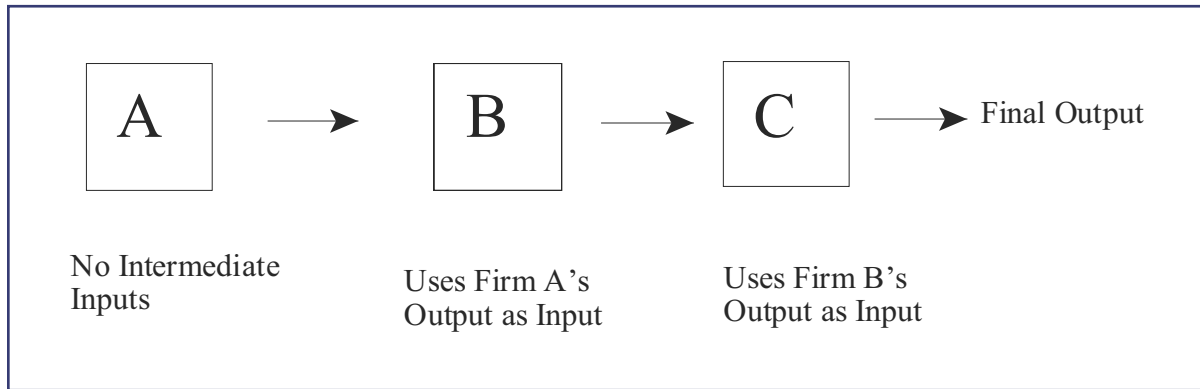 A
B
C
Final Output
No Intermediate
Inputs
Uses Firm A’s
Output as Input
Uses Firm B’s
Output as Input